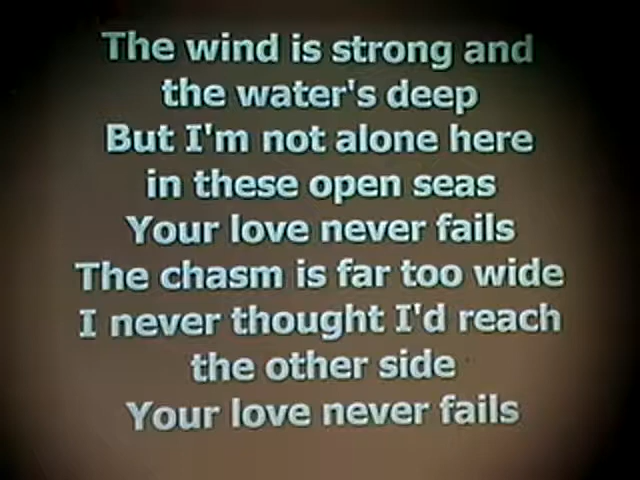 The wind is strong and
the water's deep
But I'm not alone here
in these open seas
Your love never fails
The chasm is far too wide
I never thought I'd reach
the other side
Your love never fails